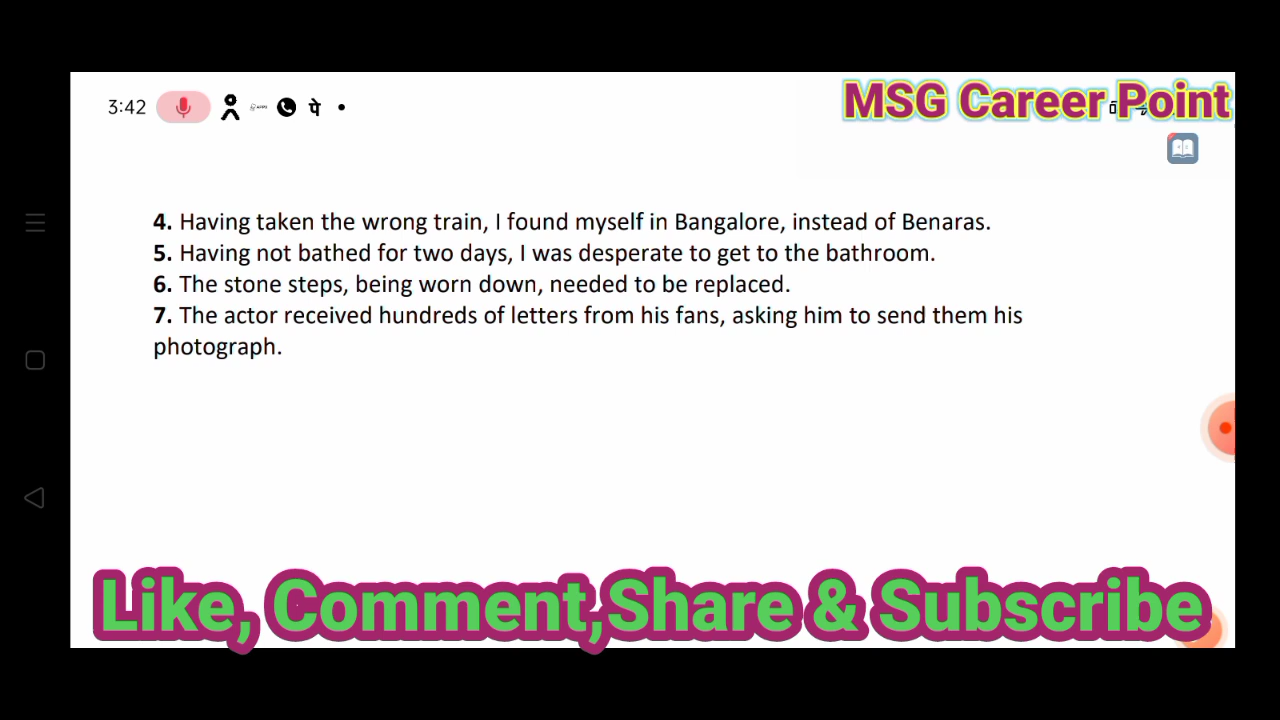 3:42
पे
MSG Career Point
4. Having taken the wrong train, I found myself in Bangalore, instead of Benaras.
5. Having not bathed for two days, I was desperate to get to the bathroom.
6. The stone steps, being worn down, needed to be replaced.
7. The actor received hundreds of letters from his fans, asking him to send them his
photograph.
Like, Comment,Share & Subscribe